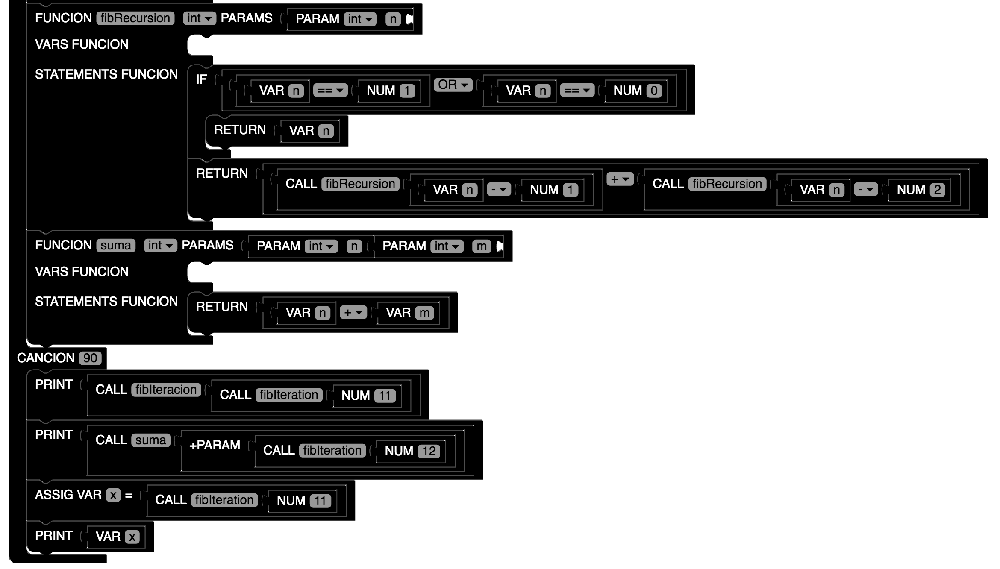 FUNCION fibRecursion int PARAMS PARAM int n
VARS FUNCION
STATEMENTS FUNCION IF VAR n == NUM 1 OR VAR n == NUM 0
RETURN VAR n
RETURN CALL fibRecursion VAR n - NUM 1 + CALL fibRecursion VAR n - NUM 2
FUNCION suma int PARAMS PARAM int n PARAM int m
VARS FUNCION
STATEMENTS FUNCION RETURN VAR n + VAR m
CANCION 90
PRINT CALL fibIteracion CALL fibIteration NUM 11
PRINT CALL suma +PARAM CALL fibIteration NUM 12
ASSIG VAR x = CALL fibIteration NUM 11
PRINT VAR x